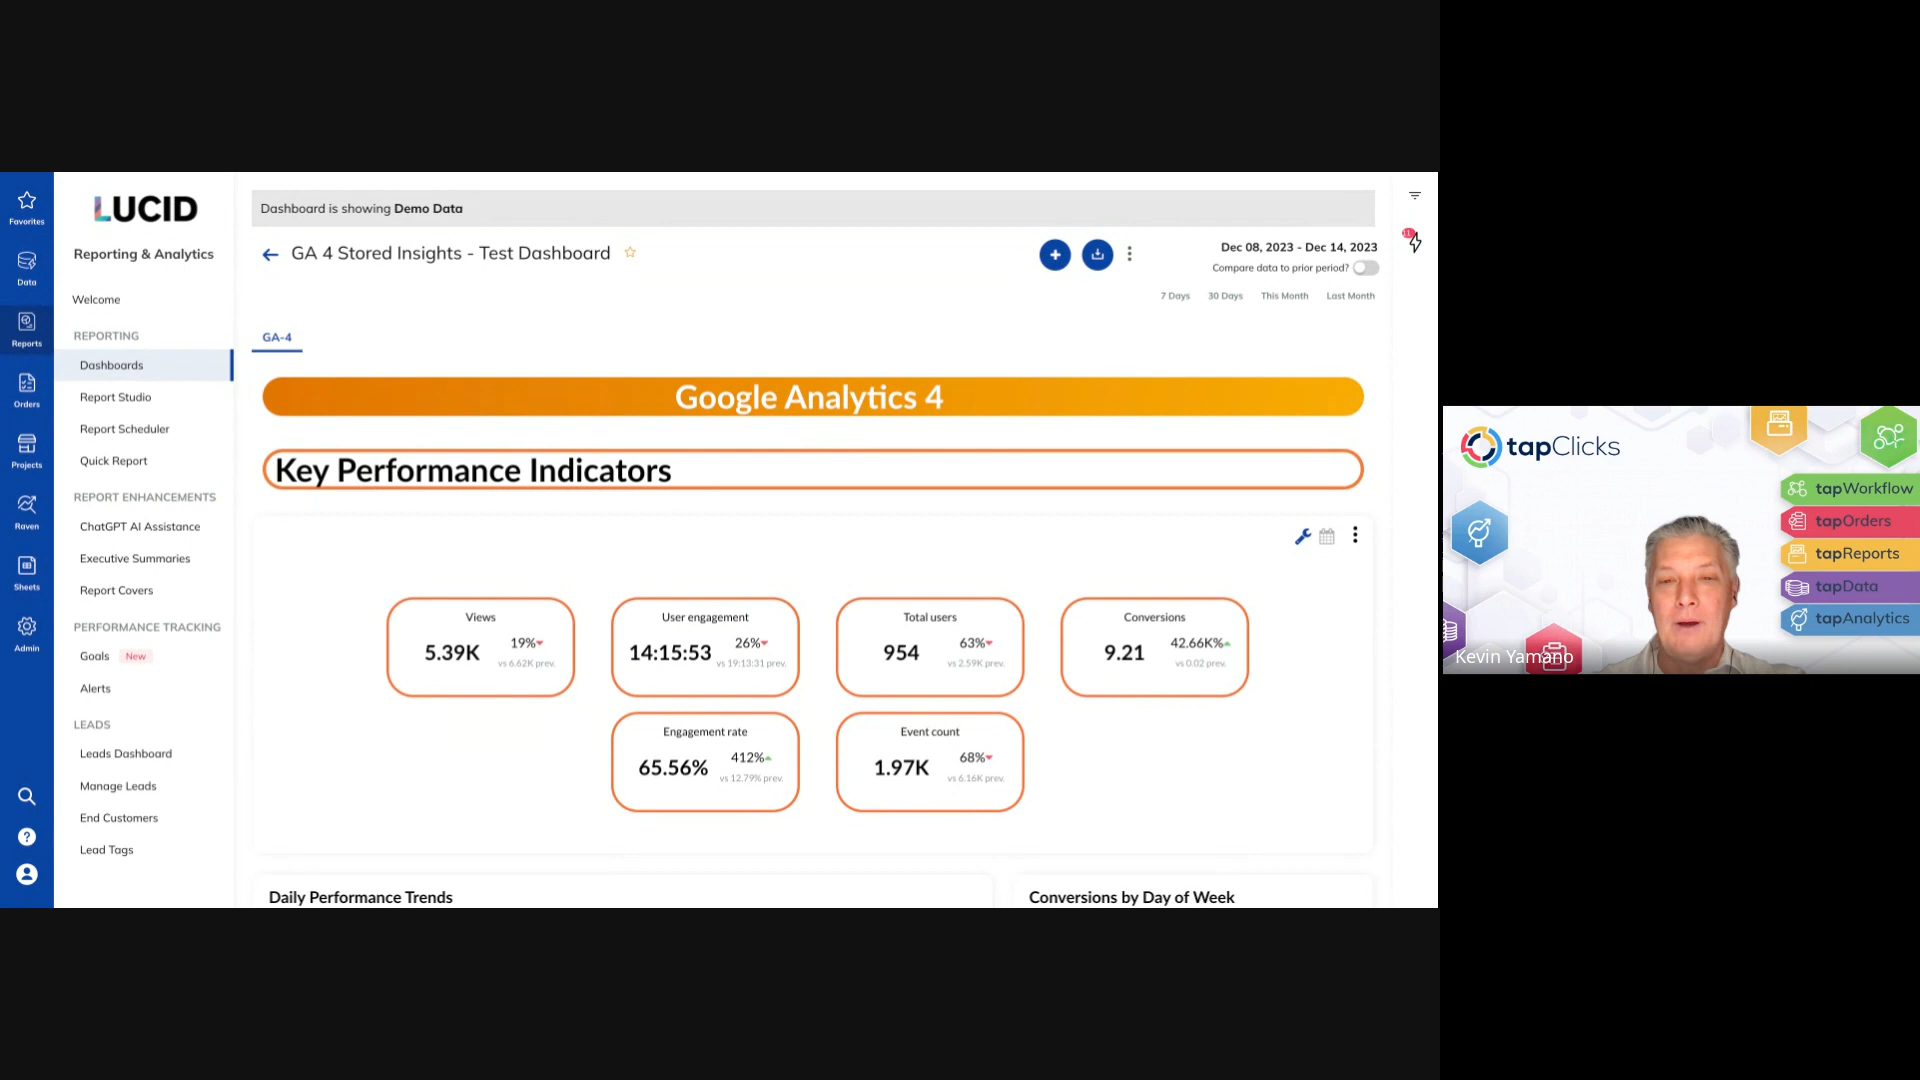 Favorites
Data
Reports
Orders
Projects
Raven
Sheets
Admin
LUCID
Reporting & Analytics
Welcome
REPORTING
Dashboards
Report Studio
Report Scheduler
Quick Report
REPORT ENHANCEMENTS
ChatGPT AI Assistance
Executive Summaries
Report Covers
PERFORMANCE TRACKING
Goals New
Alerts
LEADS
Leads Dashboard
Manage Leads
End Customers
Lead Tags
Dashboard is showing Demo Data
GA 4 Stored Insights - Test Dashboard
Dec 08, 2023 - Dec 14, 2023
Compare data to prior period?
7 Days 30 Days This Month Last Month
GA-4
Google Analytics 4
Key Performance Indicators
Views
5.39K 19%
vs 6.62K prev.
User engagement
14:15:53 26%
vs 19:13:31 prev.
Total users
954 63%
vs 2.59K prev.
Conversions
9.21 42.66K%
vs 0.02 prev.
Engagement rate
65.56% 412%
vs 12.79% prev.
Event count
1.97K 68%
vs 6.16K prev.
Daily Performance Trends
Conversions by Day of Week
tapClicks
tapWorkflow
tapOrders
tapReports
tapData
tapAnalytics
Kevin Yamano